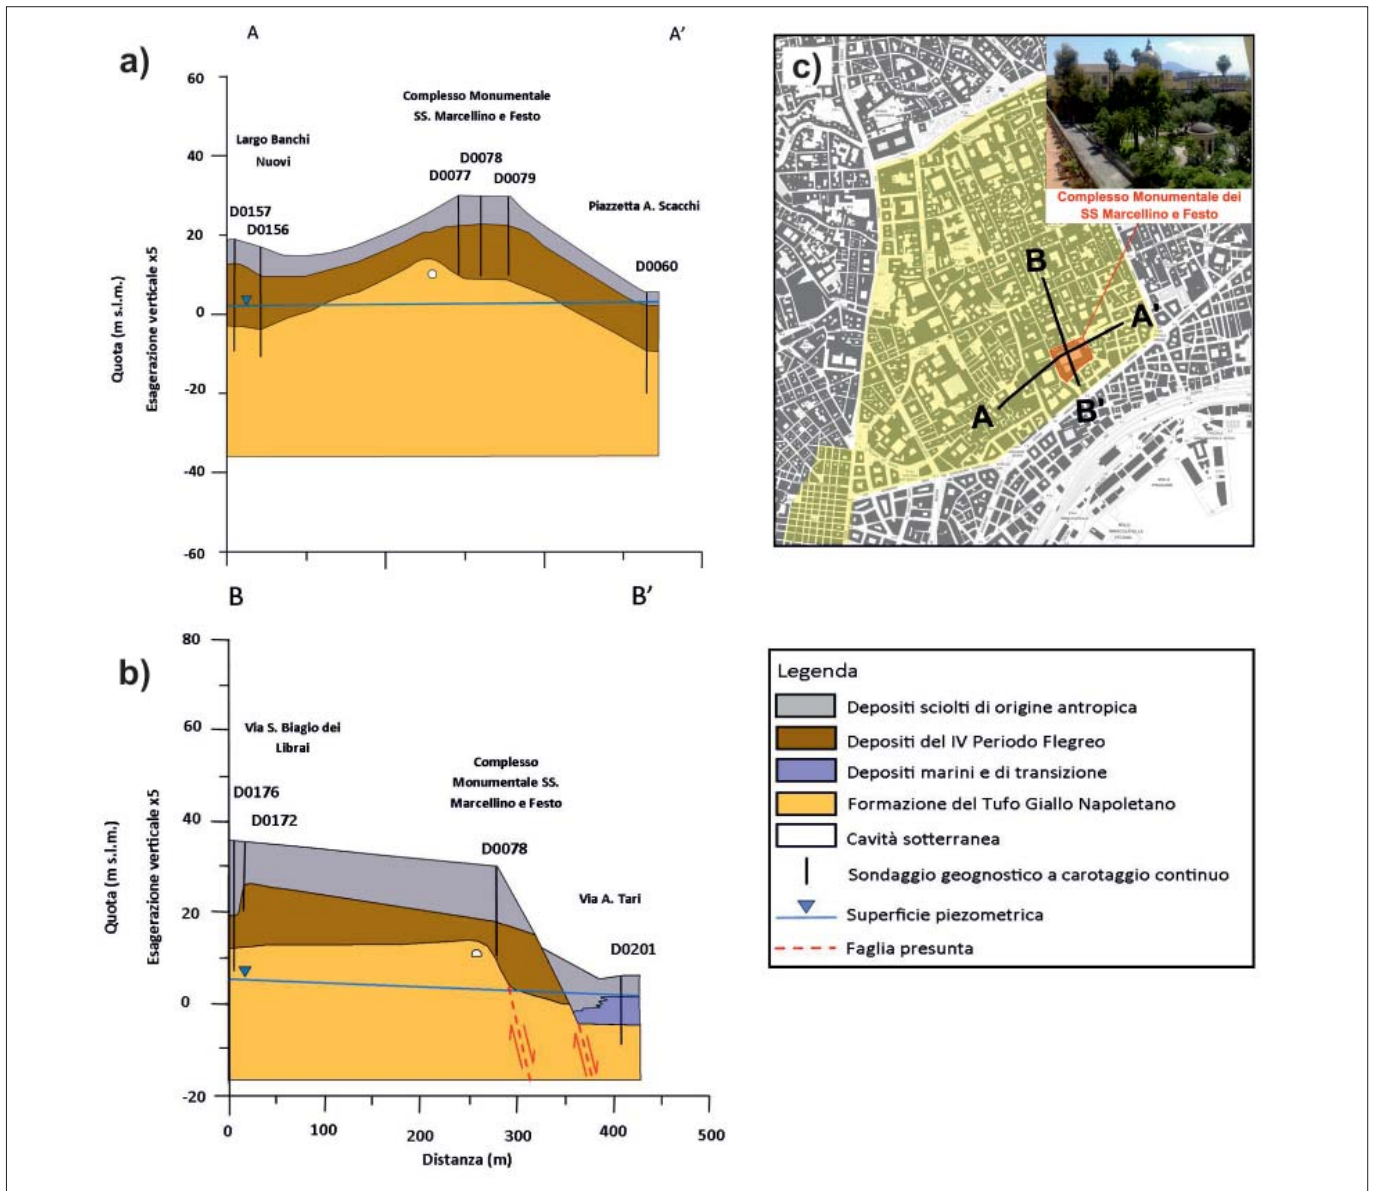 A
A'
a)
60
40
20
0
-20
-40
-60
Quota (m s.l.m.)
Esagerazione verticale x5
Largo Banchi
Nuovi
D0157
D0156
Complesso Monumentale
SS. Marcellino e Festo
D0078
D0077
D0079
Piazzetta A. Scacchi
D0060
c)
Complesso Monumentale dei
SS Marcellino e Festo
B
A'
A
B'
B
B'
b)
80
60
40
20
0
-20
Quota (m s.l.m.)
Esagerazione verticale x5
Via S. Biagio dei
Librai
D0176
D0172
Complesso
Monumentale SS.
Marcellino e Festo
D0078
Via A. Tari
D0201
0
100
200
300
400
500
Distanza (m)
Legenda
Depositi sciolti di origine antropica
Depositi del IV Periodo Flegreo
Depositi marini e di transizione
Formazione del Tufo Giallo Napoletano
Cavità sotterranea
Sondaggio geognostico a carotaggio continuo
Superficie piezometrica
Faglia presunta